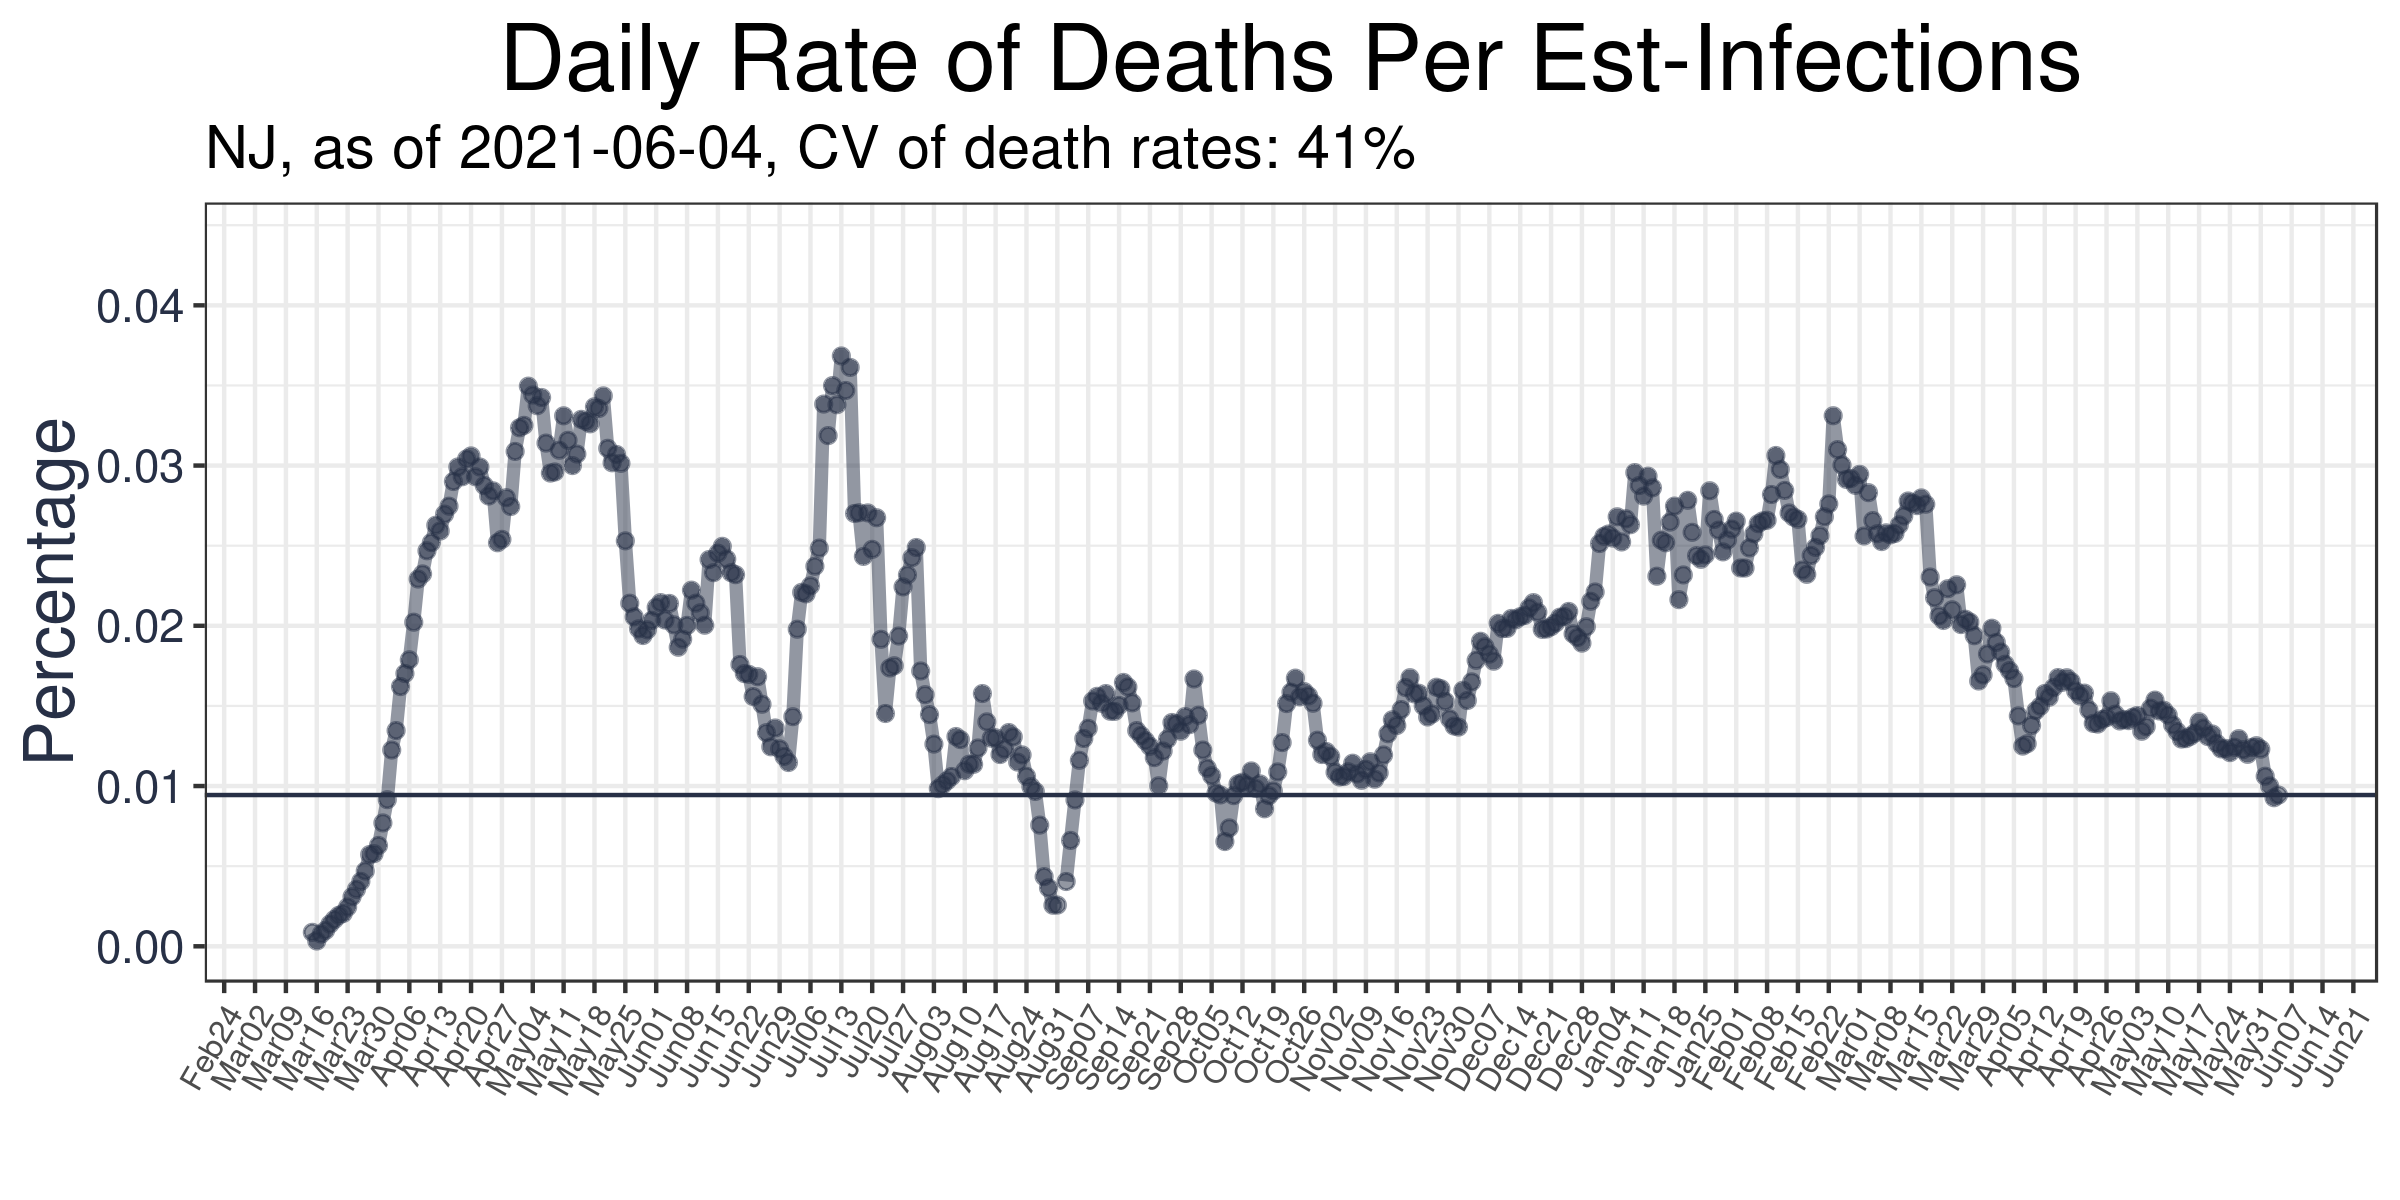 Daily Rate of Deaths Per Est-Infections
NJ, as of 2021-06-04, CV of death rates: 41%
Percentage
0.04
0.03
0.02
0.01
0.00
Feb24
Mar02
Mar09
Mar16
Mar23
Mar30
Apr06
Apr13
Apr20
Apr27
May04
May11
May18
May25
Jun01
Jun08
Jun15
Jun22
Jun29
Jul06
Jul13
Jul20
Jul27
Aug03
Aug10
Aug17
Aug24
Aug31
Sep07
Sep14
Sep21
Sep28
Oct05
Oct12
Oct19
Oct26
Nov02
Nov09
Nov16
Nov23
Nov30
Dec07
Dec14
Dec21
Dec28
Jan04
Jan11
Jan18
Jan25
Feb01
Feb08
Feb15
Feb22
Mar01
Mar08
Mar15
Mar22
Mar29
Apr05
Apr12
Apr19
Apr26
May03
May10
May17
May24
May31
Jun07
Jun14
Jun21